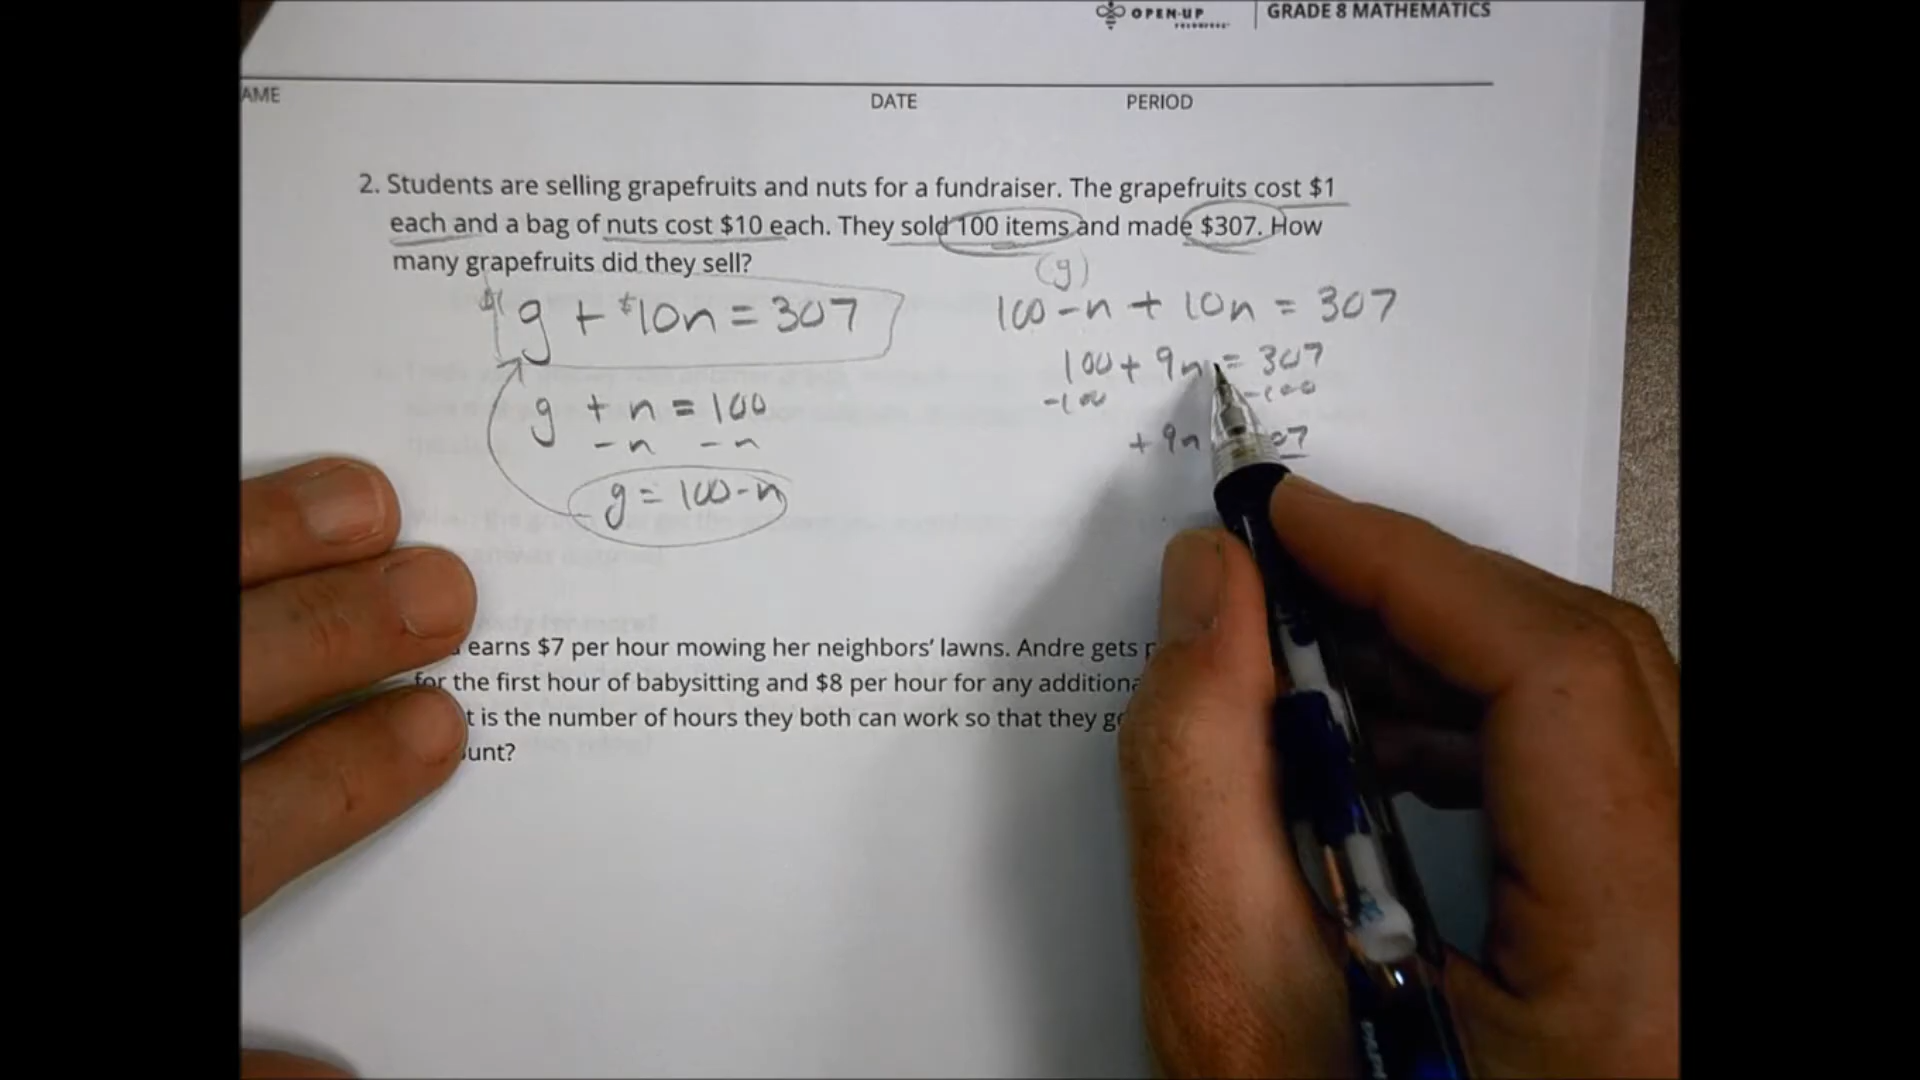 OPEN-UP
GRADE 8 MATHEMATICS
AME DATE PERIOD
2. Students are selling grapefruits and nuts for a fundraiser. The grapefruits cost $1
each and a bag of nuts cost $10 each. They sold 100 items and made $307. How
many grapefruits did they sell?
(g)
$1g + $10n = 307
100 - n + 10n = 307
100 + 9n = 307
-100 -100
g + n = 100
- n - n
+ 9n 07
g = 100 - n
earns $7 per hour mowing her neighbors' lawns. Andre gets
for the first hour of babysitting and $8 per hour for any additiona
t is the number of hours they both can work so that they g
unt?